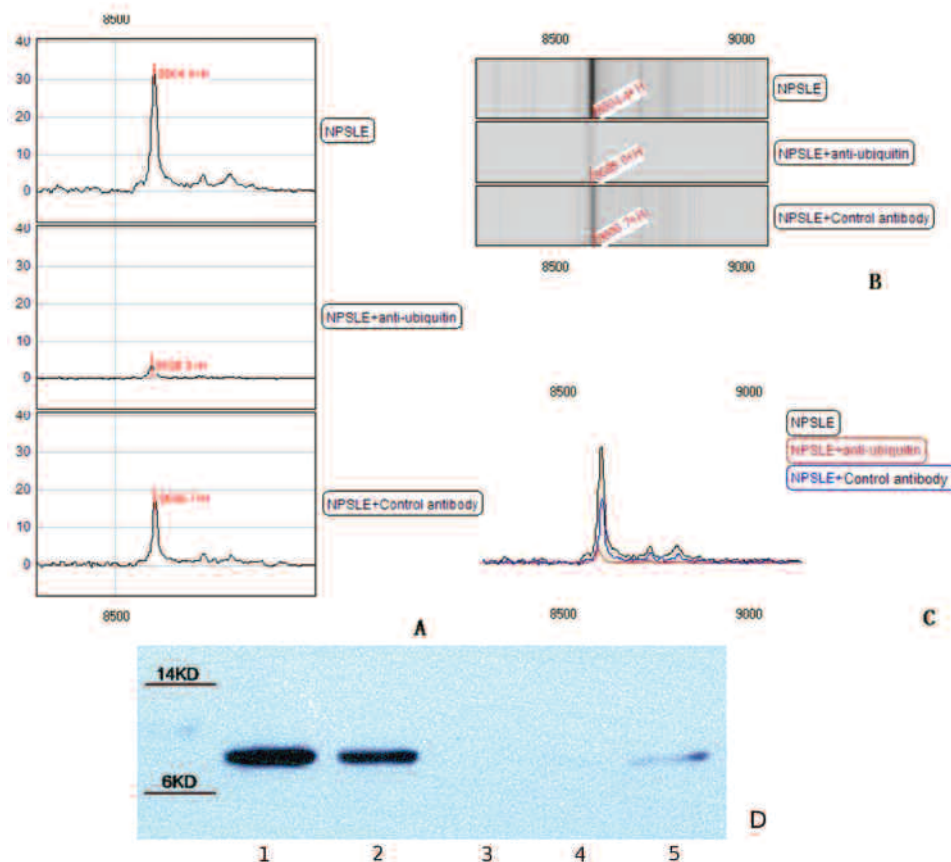 8500
40
30
20
10
0
NPSLE
40
30
20
10
0
NPSLE+anti-ubiquitin
40
30
20
10
0
NPSLE+Control antibody
8500
A
8500 9000
NPSLE
NPSLE+anti-ubiquitin
NPSLE+Control antibody
8500 9000
B
8500 9000
NPSLE
NPSLE+anti-ubiquitin
NPSLE+Control antibody
8500 9000
C
14KD
6KD
D
1 2 3 4 5